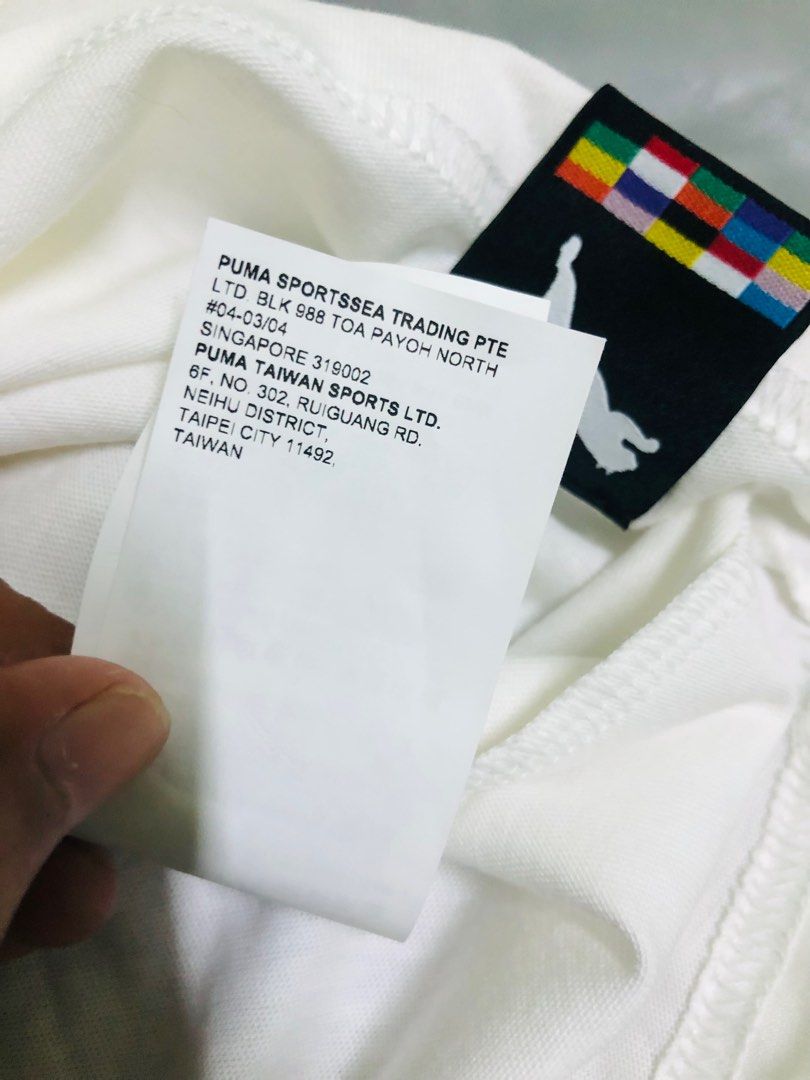 PUMA SPORTSSEA TRADING PTE
LTD. BLK 988 TOA PAYOH NORTH
#04-03/04
SINGAPORE 319002
PUMA TAIWAN SPORTS LTD.
6F, NO. 302, RUIGUANG RD.
NEIHU DISTRICT,
TAIPEI CITY 11492,
TAIWAN